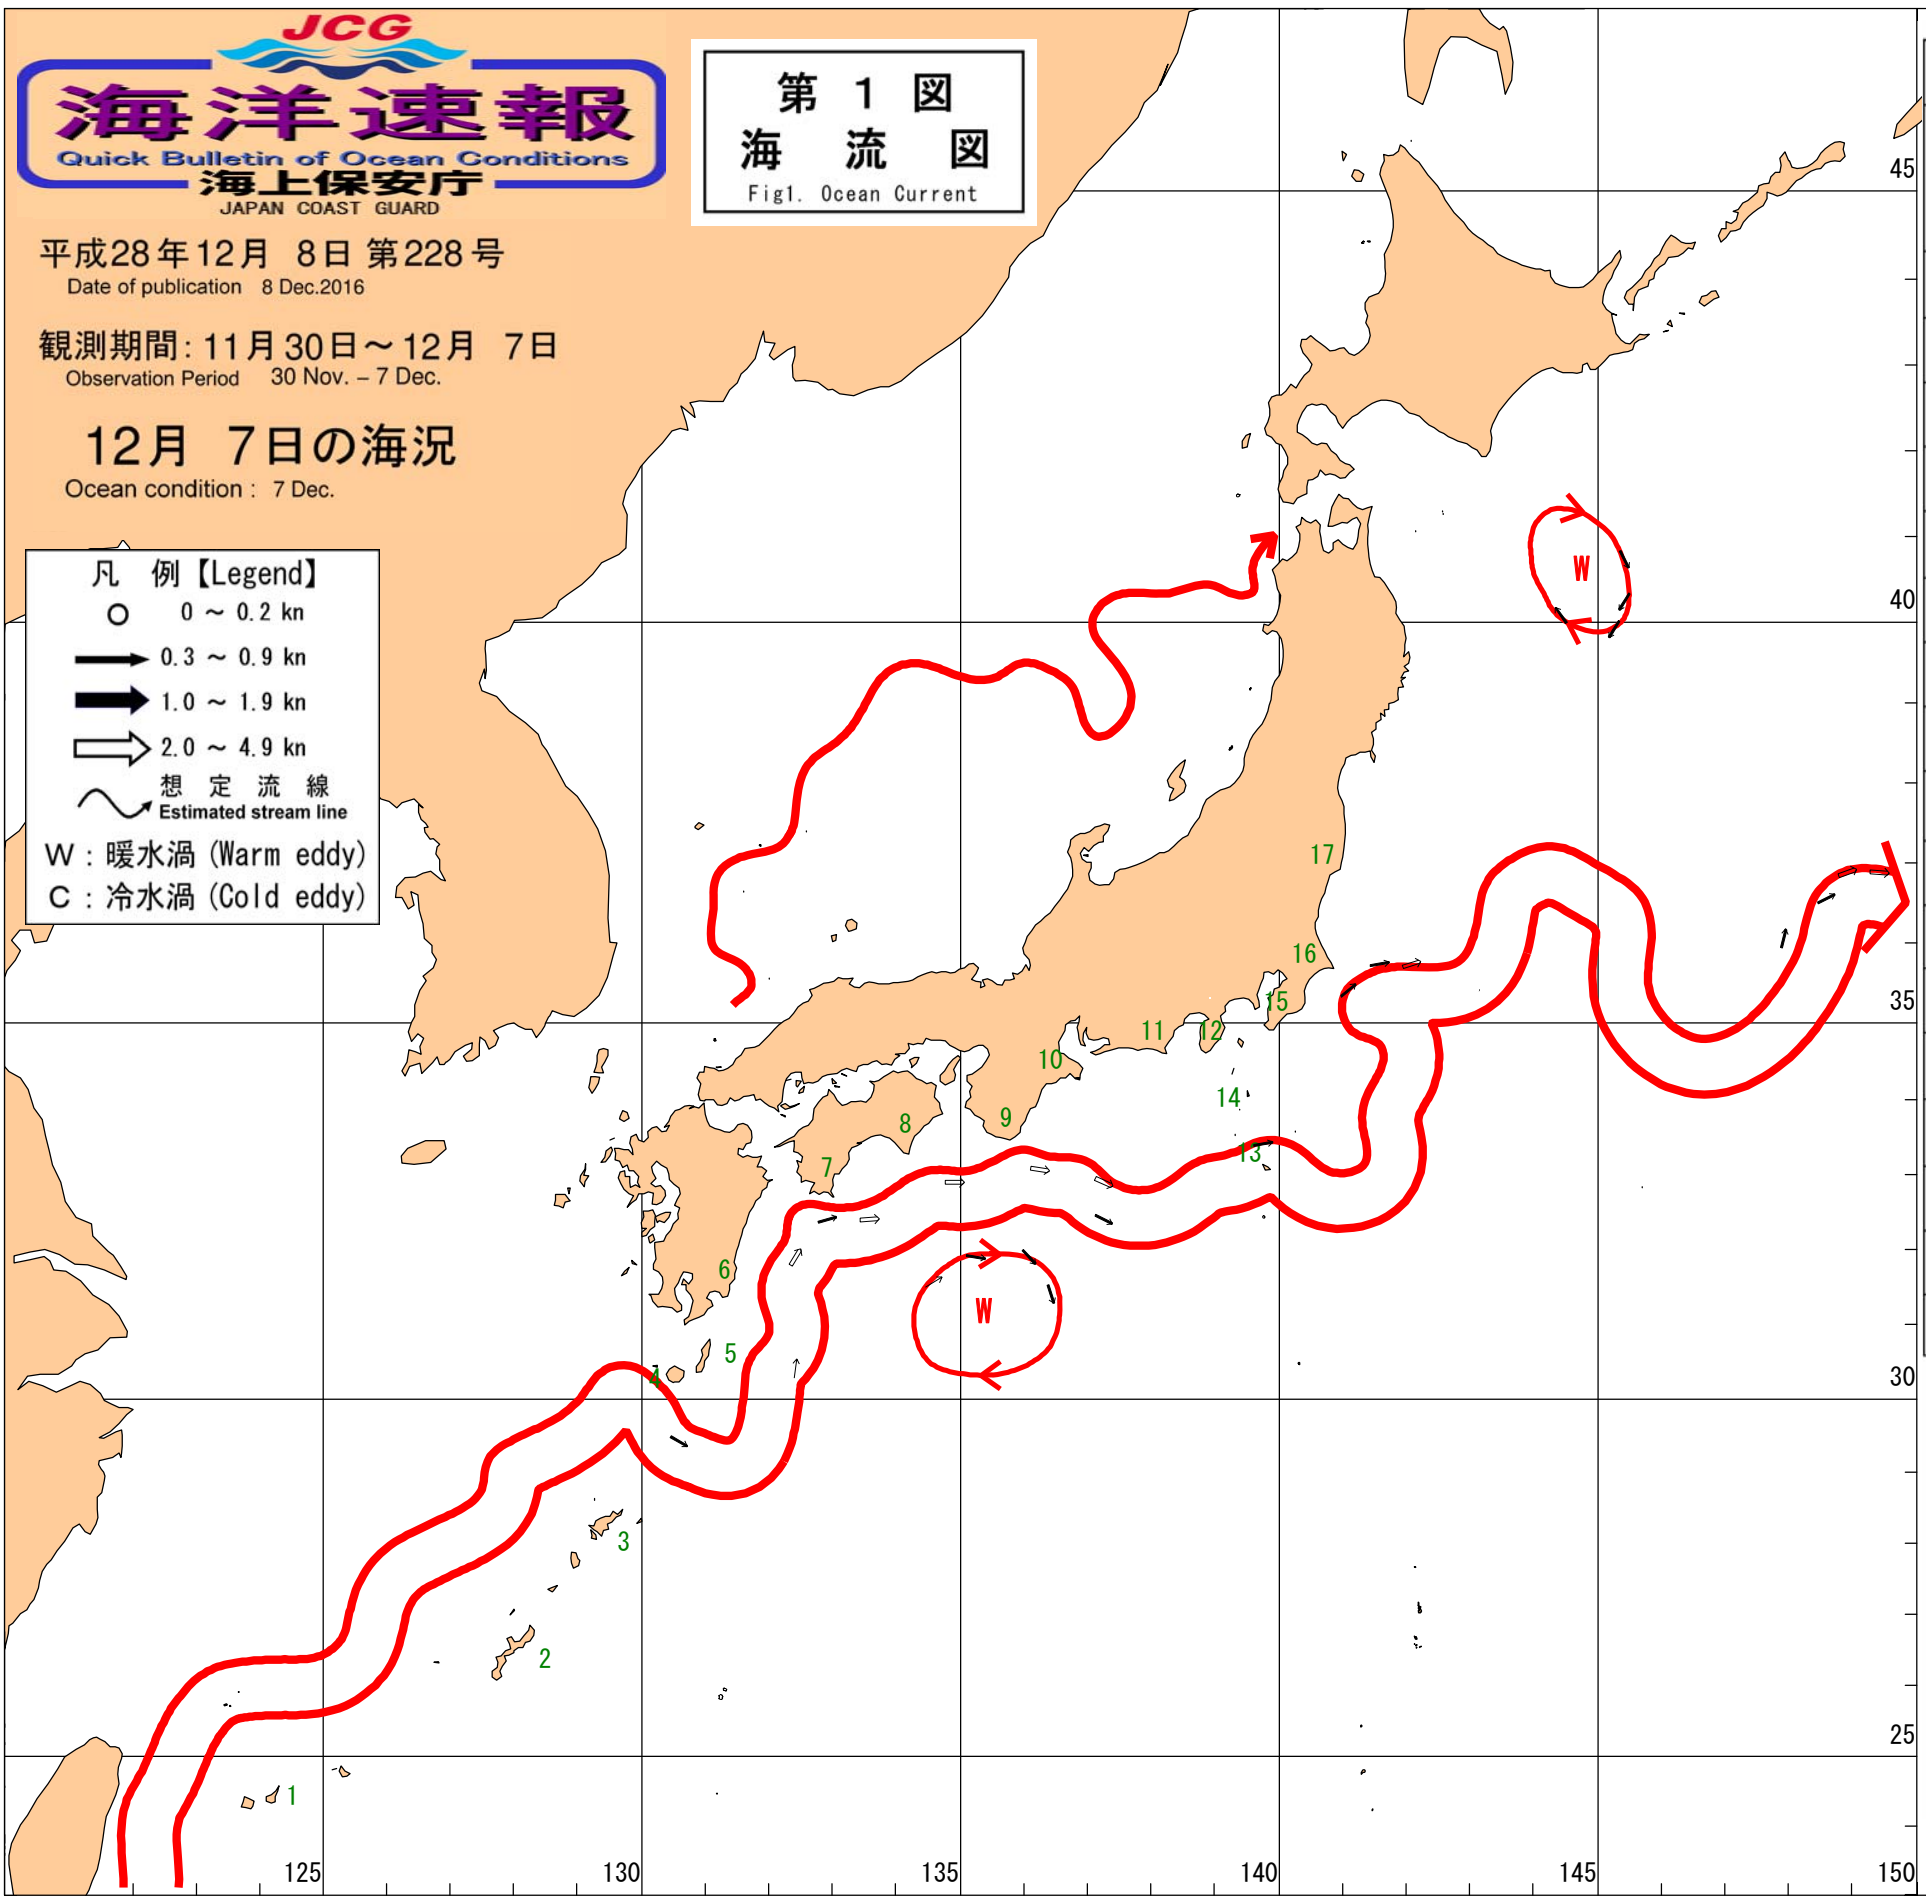 JCG
海洋速報
Quick Bulletin of Ocean Conditions
海上保安庁
JAPAN COAST GUARD
平成28年12月 8日 第228号
Date of publication 8 Dec.2016
観測期間: 11月30日～12月 7日
Observation Period 30 Nov. – 7 Dec.
12月 7日の海況
Ocean condition : 7 Dec.
第 1 図
海 流 図
Fig1. Ocean Current
凡 例【Legend】
0 ～ 0.2 kn
0.3 ～ 0.9 kn
1.0 ～ 1.9 kn
2.0 ～ 4.9 kn
想 定 流 線
Estimated stream line
W : 暖水渦 (Warm eddy)
C : 冷水渦 (Cold eddy)
45
W
40
17
16
15
35
11
12
10
14
9
8
13
7
6
W
5
4
30
3
2
25
1
125
130
135
140
145
150